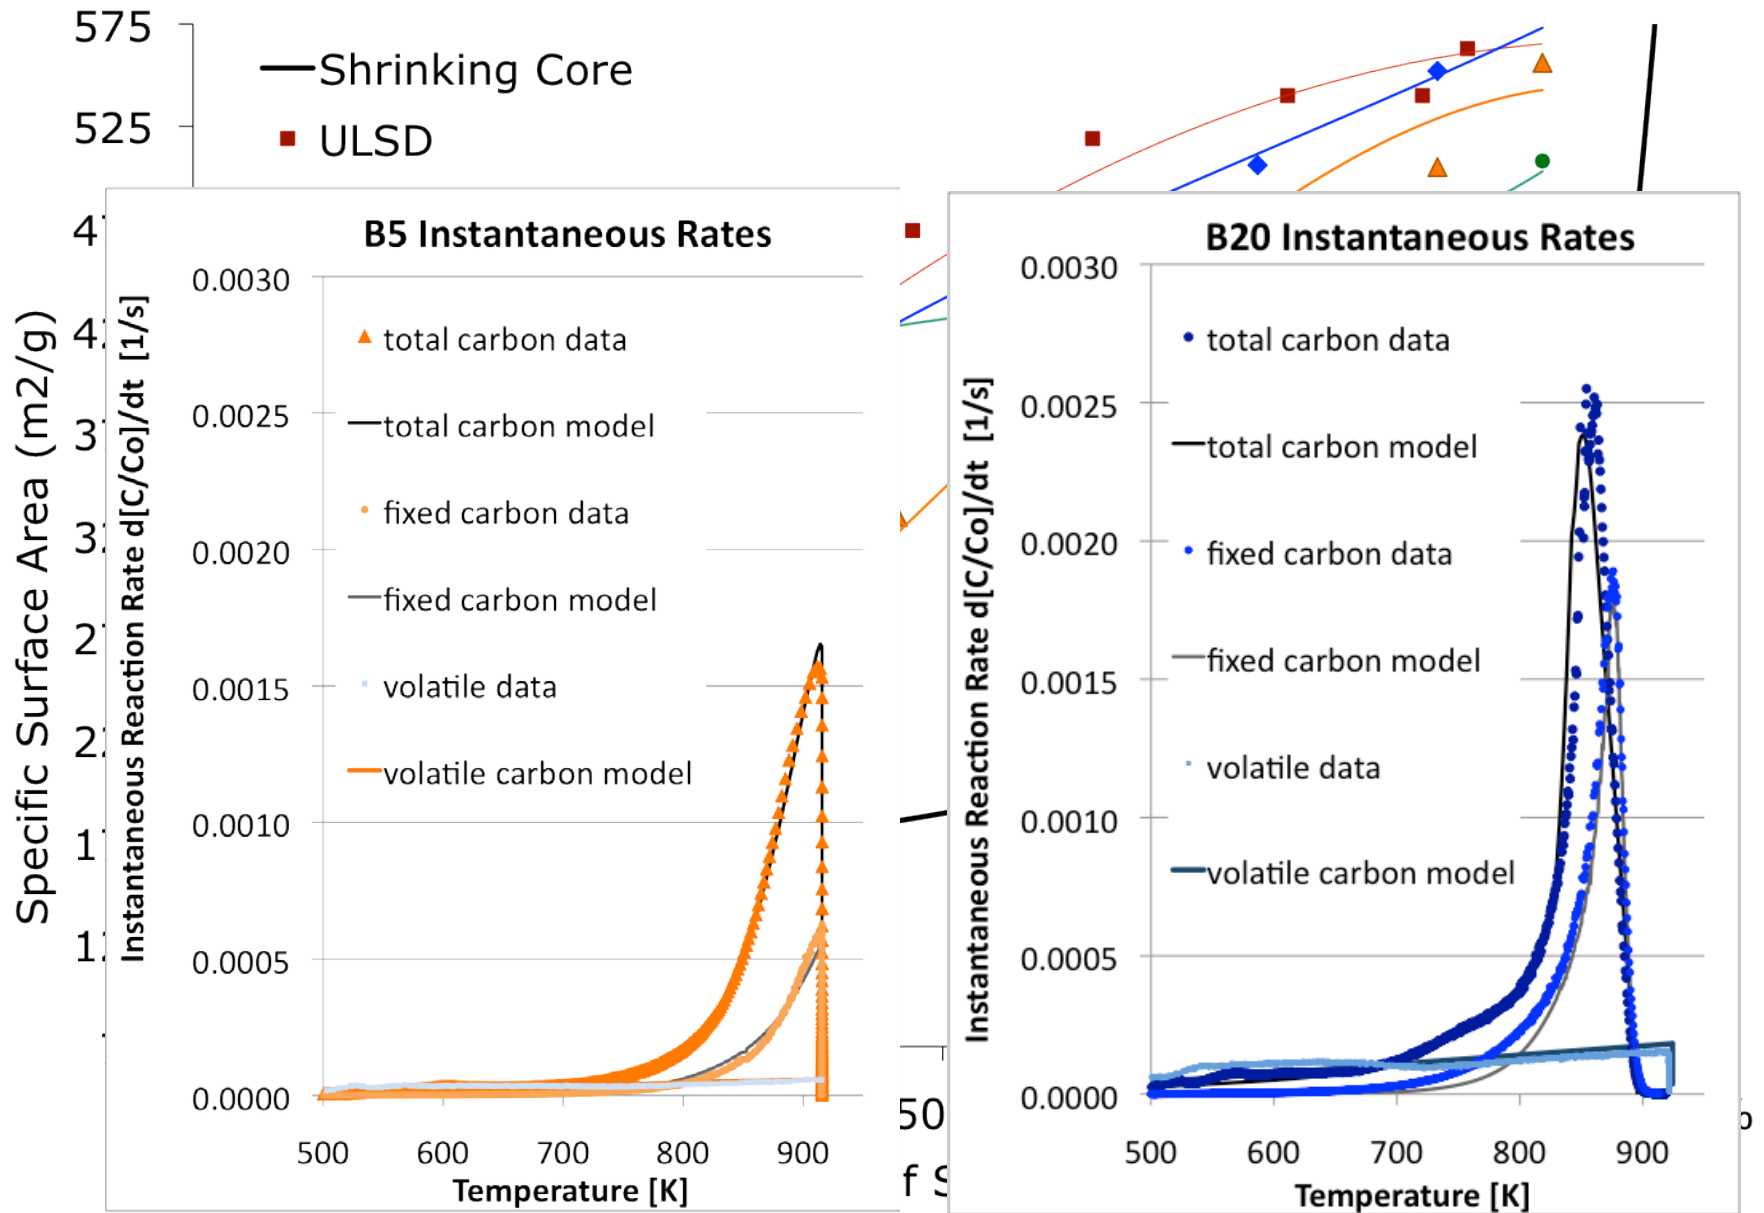 575
Shrinking Core
525
ULSD
Specific Surface Area (m2/g)
B5 Instantaneous Rates
Instantaneous Reaction Rate d[C/Co]/dt [1/s]
0.0030
total carbon data
0.0025
total carbon model
fixed carbon data
0.0020
fixed carbon model
0.0015
volatile data
volatile carbon model
0.0010
0.0005
0.0000
500 600 700 800 900
Temperature [K]
B20 Instantaneous Rates
Instantaneous Reaction Rate d[C/Co]/dt [1/s]
0.0030
total carbon data
0.0025
total carbon model
0.0020
fixed carbon data
0.0015
fixed carbon model
volatile data
0.0010
volatile carbon model
0.0005
0.0000
500 600 700 800 900
Temperature [K]